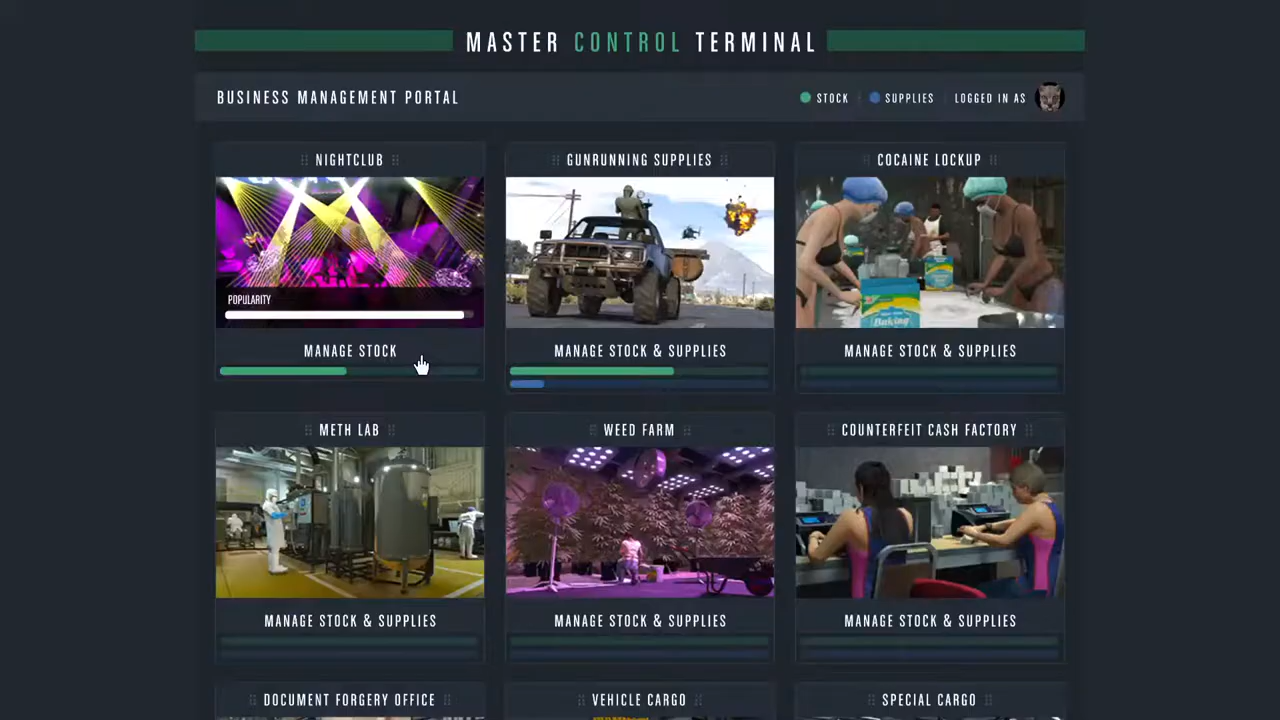 MASTER CONTROL TERMINAL
BUSINESS MANAGEMENT PORTAL
STOCK
SUPPLIES
LOGGED IN AS
NIGHTCLUB
GUNRUNNING SUPPLIES
COCAINE LOCKUP
POPULARITY
Baking
MANAGE STOCK
MANAGE STOCK & SUPPLIES
MANAGE STOCK & SUPPLIES
METH LAB
WEED FARM
COUNTERFEIT CASH FACTORY
MANAGE STOCK & SUPPLIES
MANAGE STOCK & SUPPLIES
MANAGE STOCK & SUPPLIES
DOCUMENT FORGERY OFFICE
VEHICLE CARGO
SPECIAL CARGO